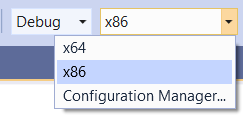 Debug x86
x64
x86
Configuration Manager...